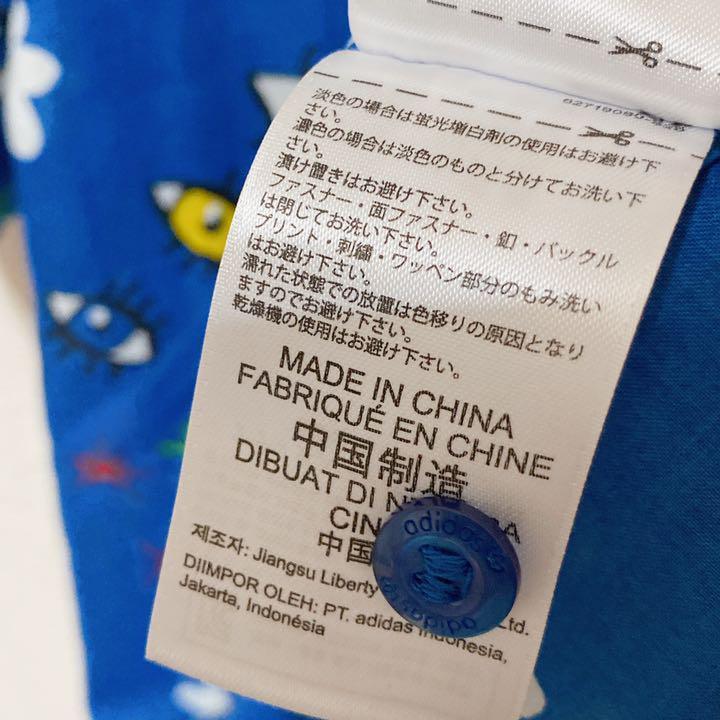 淡色の場合は蛍光増白剤の使用はお避け下
さい。
濃色の場合は淡色のものと分けてお洗い下
さい。
漬け置きはお避け下さい。
ファスナー・面ファスナー・釦・バックル
は閉じてお洗い下さい。
プリント・刺繍・ワッペン部分のもみ洗い
はお避け下さい。
濡れた状態での放置は色移りの原因となり
ますのでお避け下さい。
乾燥機の使用はお避け下さい。
MADE IN CHINA
FABRIQUÉ EN CHINE
中国制造
DIBUAT DI
中国
제조자: Jiangsu Liberty Ltd.
DIIMPOR OLEH: PT. adidas Indonesia,
Jakarta, Indonésia
adidas
adidas